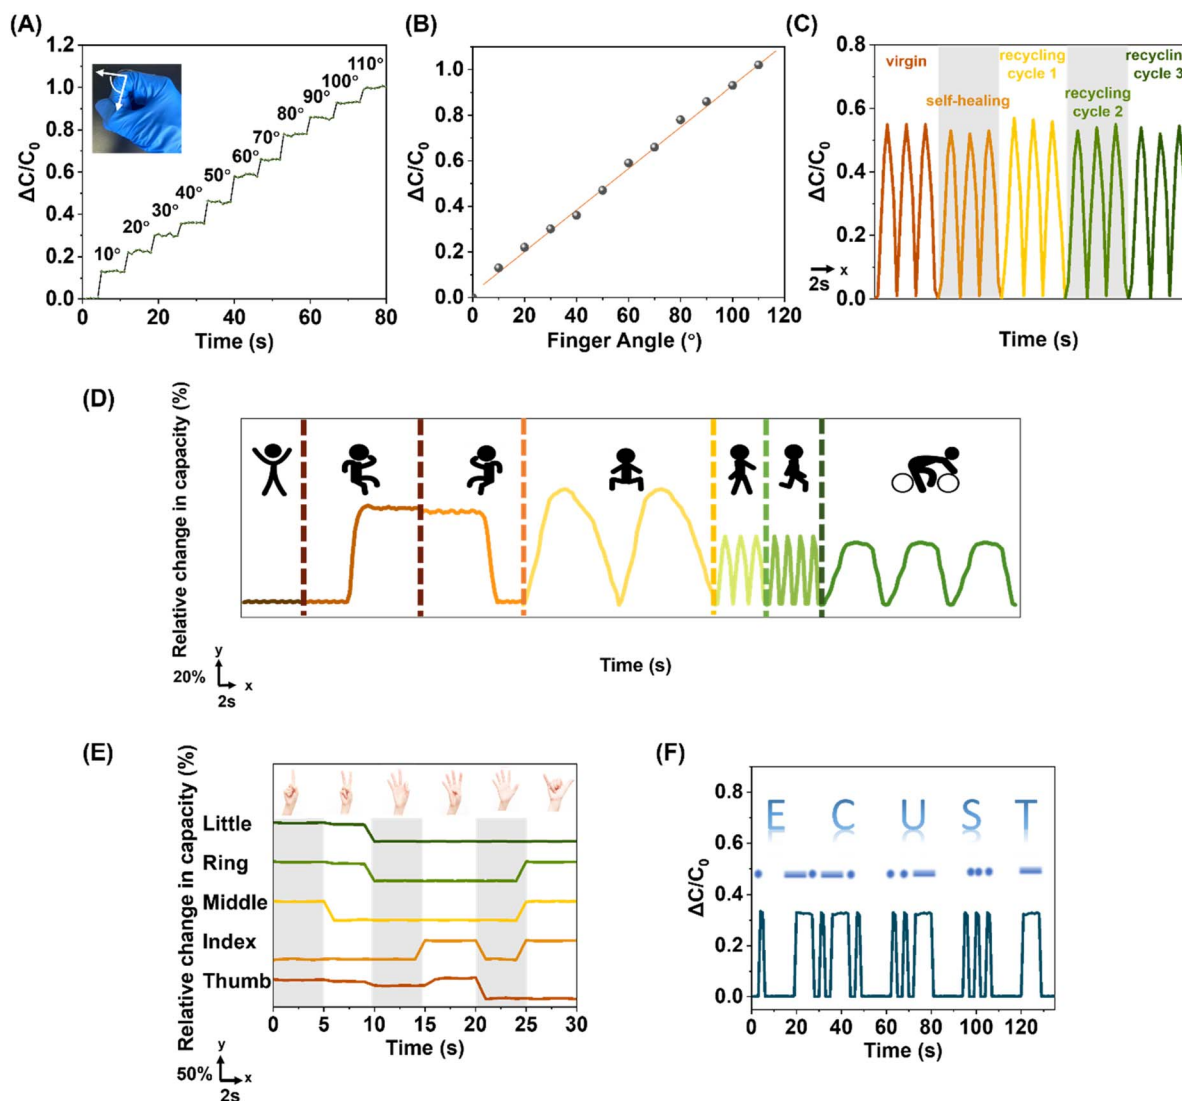 (A)
1.2
1.0
0.8
0.6
0.4
0.2
0.0
ΔC/C0
10°
20°
30°
40°
50°
60°
70°
80°
90°
100°
110°
0 20 40 60 80
Time (s)
(B)
1.2
1.0
0.8
0.6
0.4
0.2
0.0
ΔC/C0
0 20 40 60 80 100 120
Finger Angle (°)
(C)
0.8
0.6
0.4
0.2
0.0
ΔC/C0
virgin
self-healing
recycling
cycle 1
recycling
cycle 2
recycling
cycle 3
x
2s
Time (s)
(D)
Relative change in capacity (%)
y
20%
x
2s
Time (s)
(E)
Relative change in capacity (%)
Little
Ring
Middle
Index
Thumb
0 5 10 15 20 25 30
Time (s)
y
50%
x
2s
(F)
0.8
0.6
0.4
0.2
0.0
ΔC/C0
E C U S T
0 20 40 60 80 100 120
Time (s)